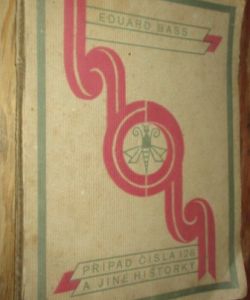 EDUARD BASS
PŘÍPAD ČÍSLA 128
A JINÉ HISTORKY